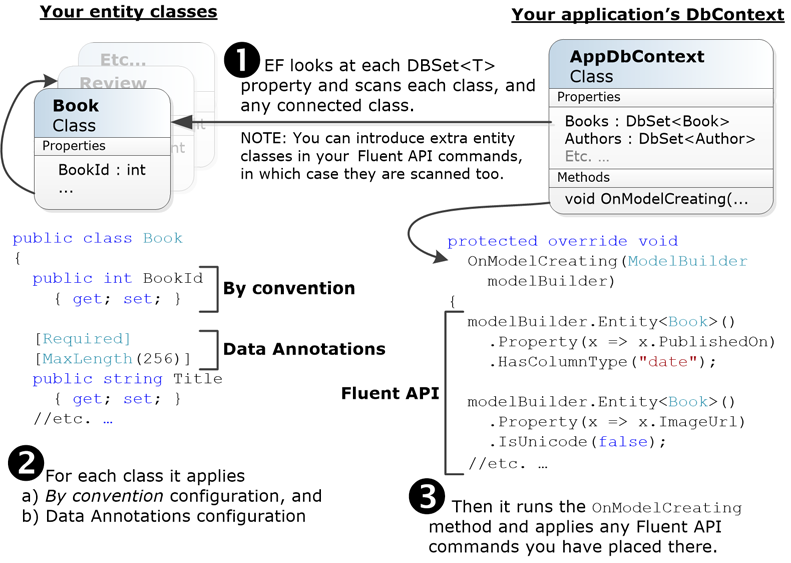 Your entity classes
Your application's DbContext
Etc...
Review
Book
Class
Properties
BookId : int
...
nt
nt
❶ EF looks at each DBSet<T>
property and scans each class, and
any connected class.
NOTE: You can introduce extra entity
classes in your Fluent API commands,
in which case they are scanned too.
AppDbContext
Class
Properties
Books : DbSet<Book>
Authors : DbSet<Author>
Etc. ...
Methods
void OnModelCreating(...
public class Book
{
public int BookId
{ get; set; }
By convention
[Required]
[MaxLength(256)]
Data Annotations
public string Title
{ get; set; }
//etc. …
❷ For each class it applies
a) By convention configuration, and
b) Data Annotations configuration
protected override void
OnModelCreating(ModelBuilder
modelBuilder)
{
modelBuilder.Entity<Book>()
.Property(x => x.PublishedOn)
.HasColumnType("date");
Fluent API
modelBuilder.Entity<Book>()
.Property(x => x.ImageUrl)
.IsUnicode(false);
//etc. …
❸ Then it runs the OnModelCreating
method and applies any Fluent API
commands you have placed there.